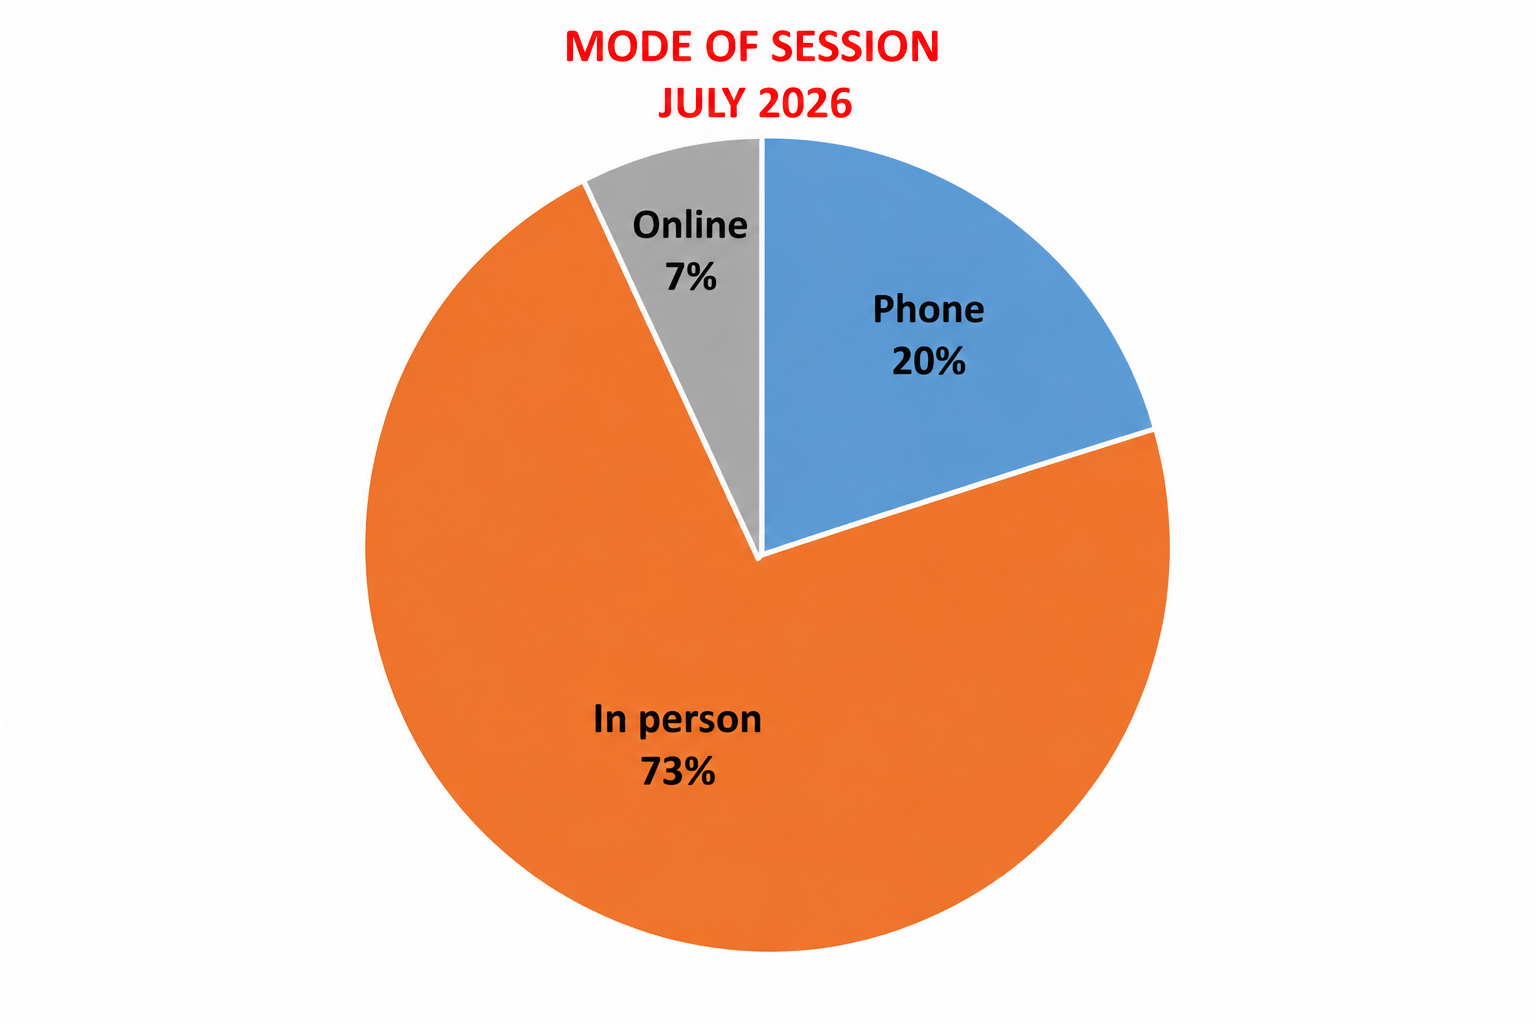 MODE OF SESSION
JULY 2026
Online
7%
Phone
20%
In person
73%